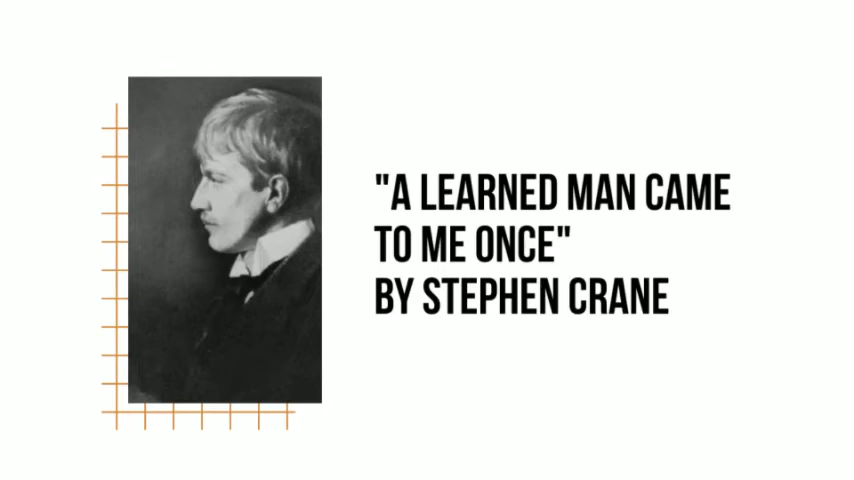 "A LEARNED MAN CAME
TO ME ONCE"
BY STEPHEN CRANE